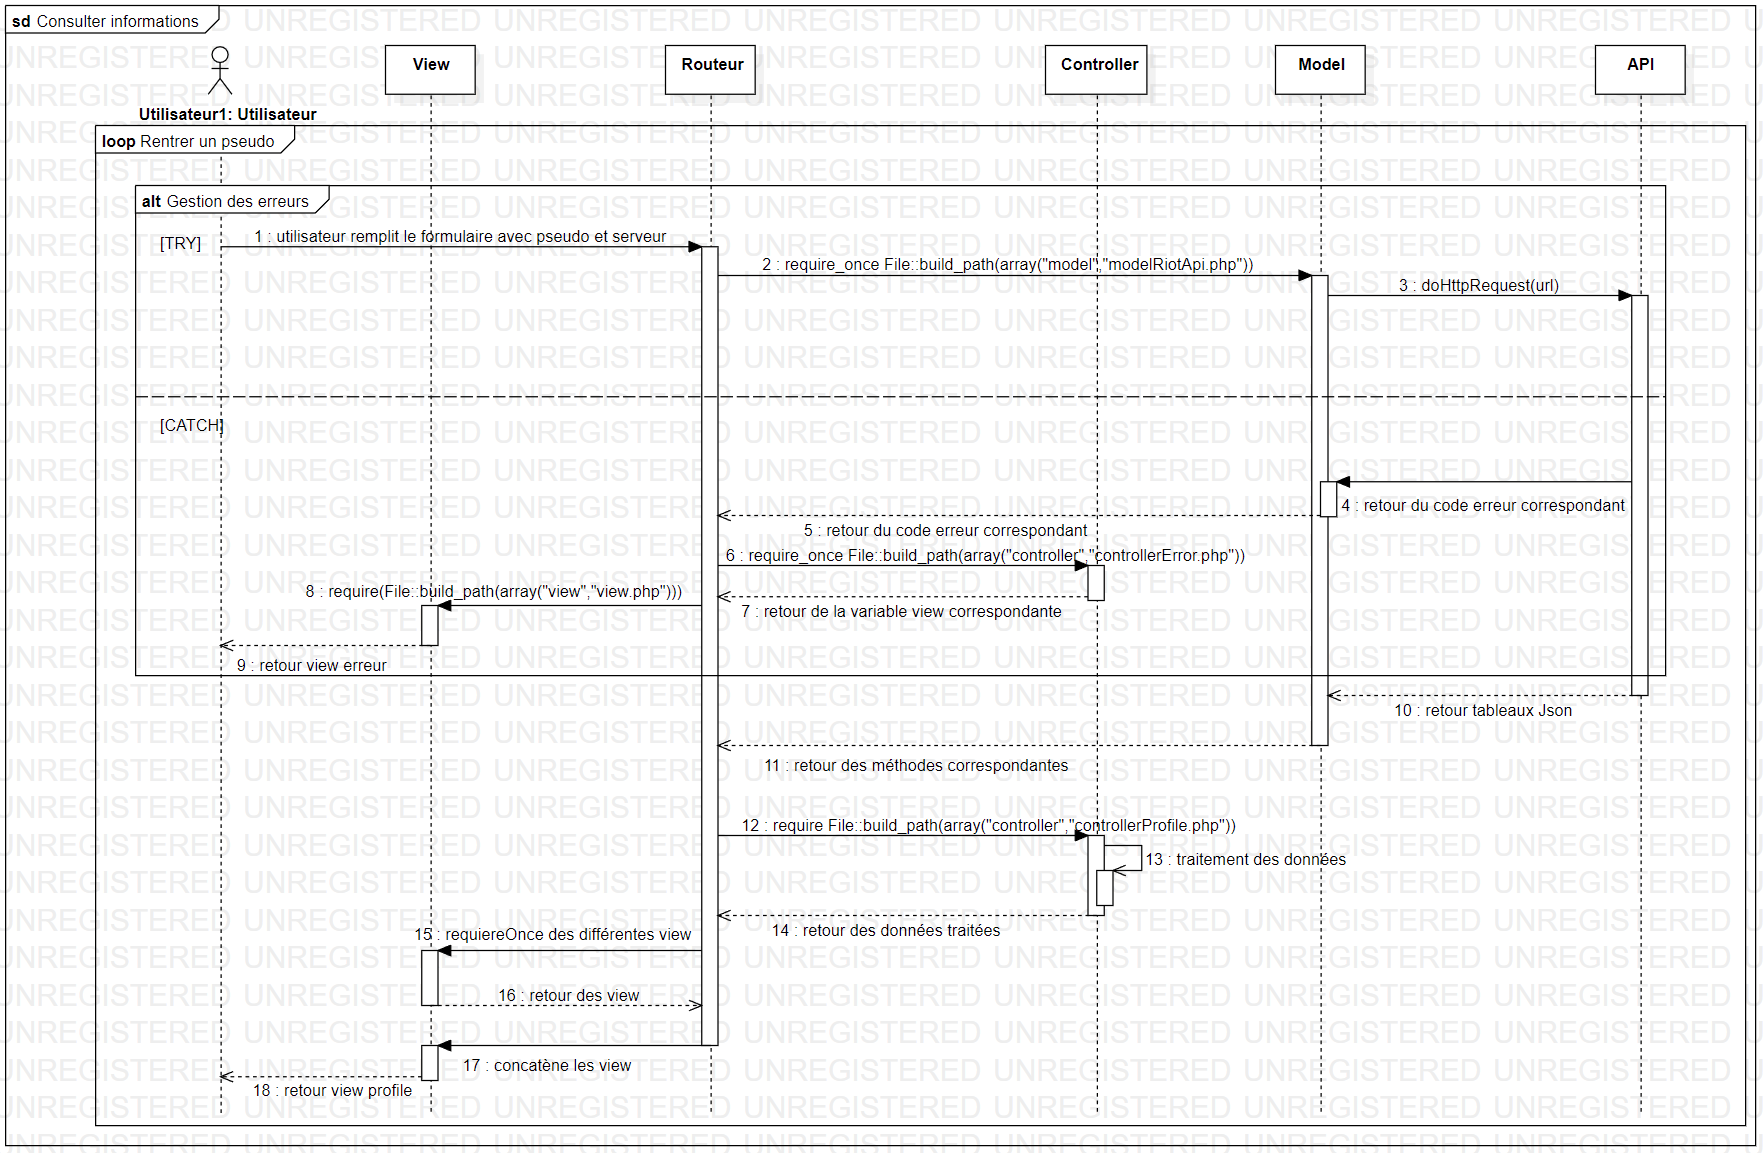 sd Consulter informations
View
Routeur
Controller
Model
API
Utilisateur1: Utilisateur
loop Rentrer un pseudo
alt Gestion des erreurs
[TRY]
1 : utilisateur remplit le formulaire avec pseudo et serveur
2 : require_once File::build_path(array("model","modelRiotApi.php"))
3 : doHttpRequest(url)
[CATCH]
4 : retour du code erreur correspondant
5 : retour du code erreur correspondant
6 : require_once File::build_path(array("controller","controllerError.php"))
8 : require(File::build_path(array("view","view.php")))
7 : retour de la variable view correspondante
9 : retour view erreur
10 : retour tableaux Json
11 : retour des méthodes correspondantes
12 : require File::build_path(array("controller","controllerProfile.php"))
13 : traitement des données
14 : retour des données traitées
15 : requiereOnce des différentes view
16 : retour des view
17 : concatène les view
18 : retour view profile
UNREGISTERED